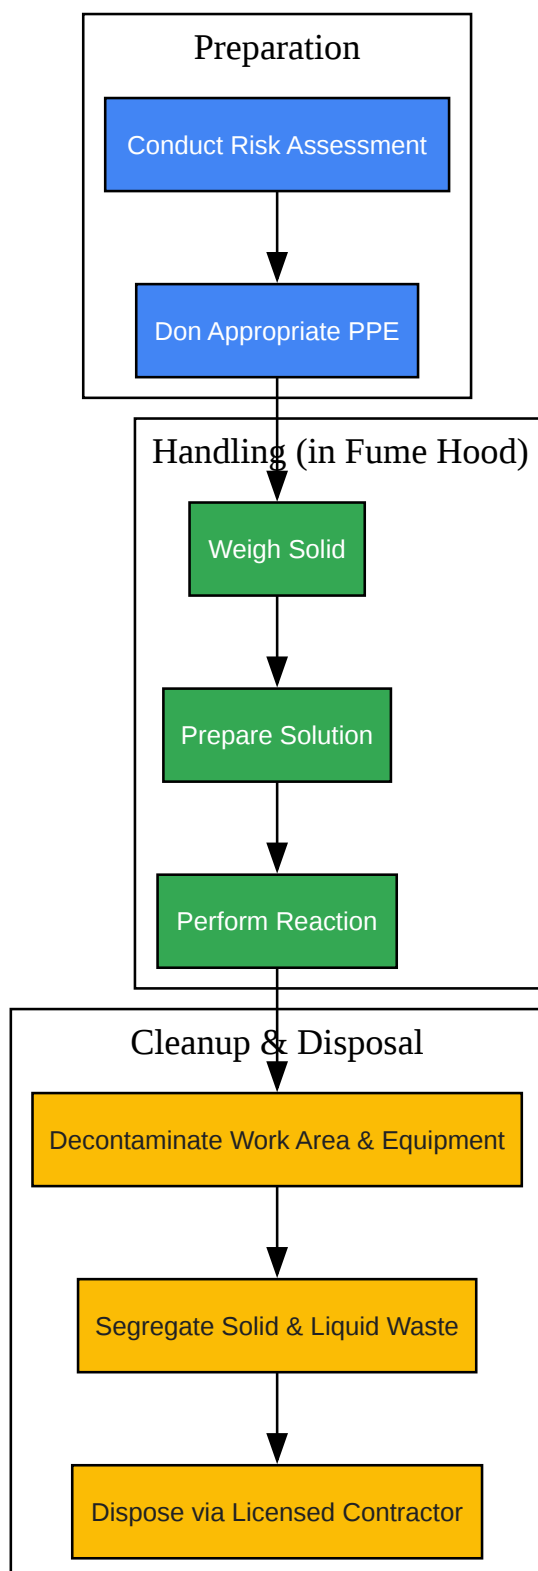 Preparation
Conduct Risk Assessment
Don Appropriate PPE
Handling (in Fume Hood)
Weigh Solid
Prepare Solution
Perform Reaction
Cleanup & Disposal
Decontaminate Work Area & Equipment
Segregate Solid & Liquid Waste
Dispose via Licensed Contractor